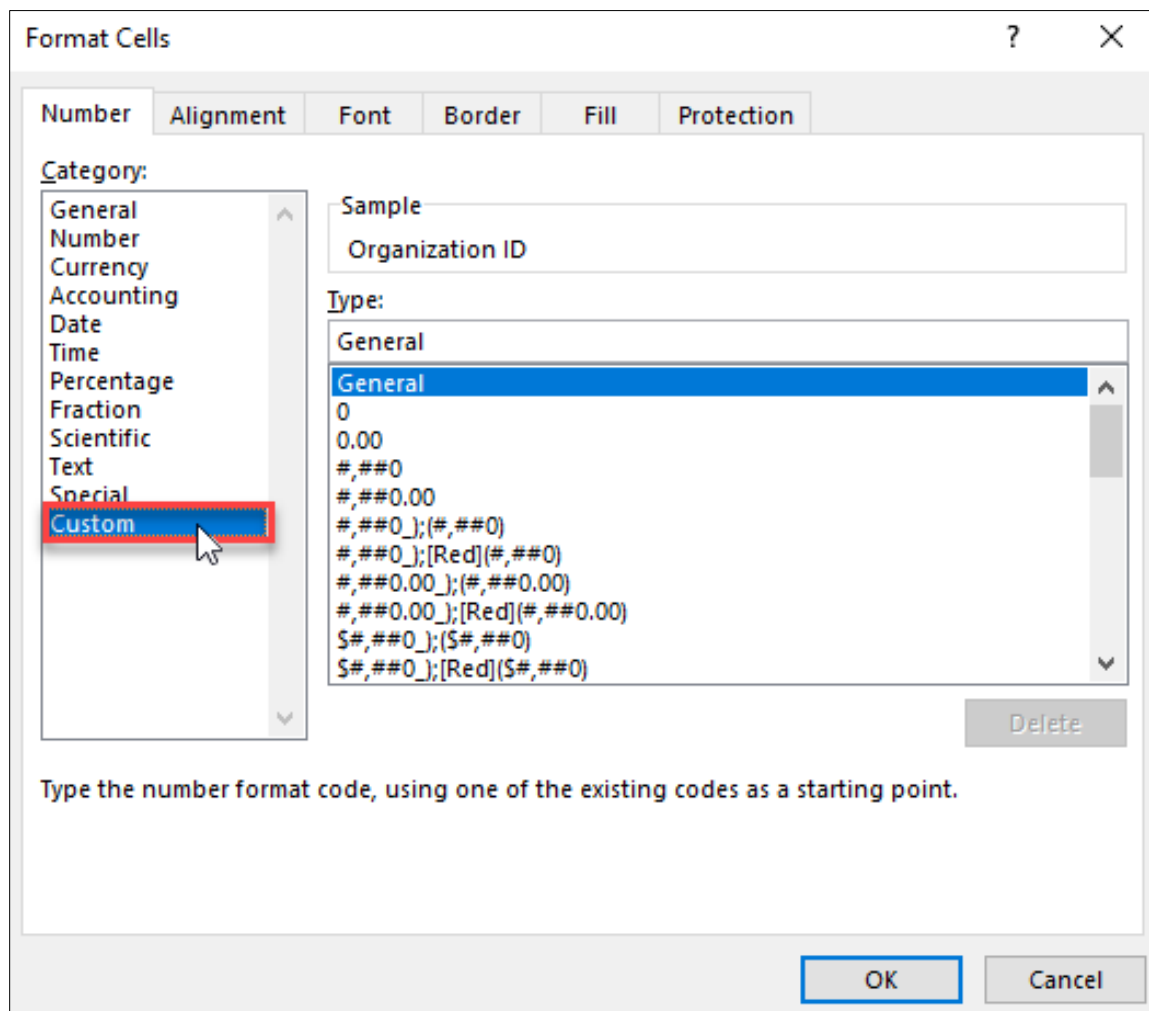 Format Cells ?
Number Alignment Font Border Fill Protection
Category:
General
Number
Currency
Accounting
Date
Time
Percentage
Fraction
Scientific
Text
Special
Custom
Sample
Organization ID
Type:
General
General
0
0.00
#,##0
#,##0.00
#,##0_);(#,##0)
#,##0_);[Red](#,##0)
#,##0.00_);(#,##0.00)
#,##0.00_);[Red](#,##0.00)
$#,##0_);($#,##0)
$#,##0_);[Red]($#,##0)
Delete
Type the number format code, using one of the existing codes as a starting point.
OK Cancel